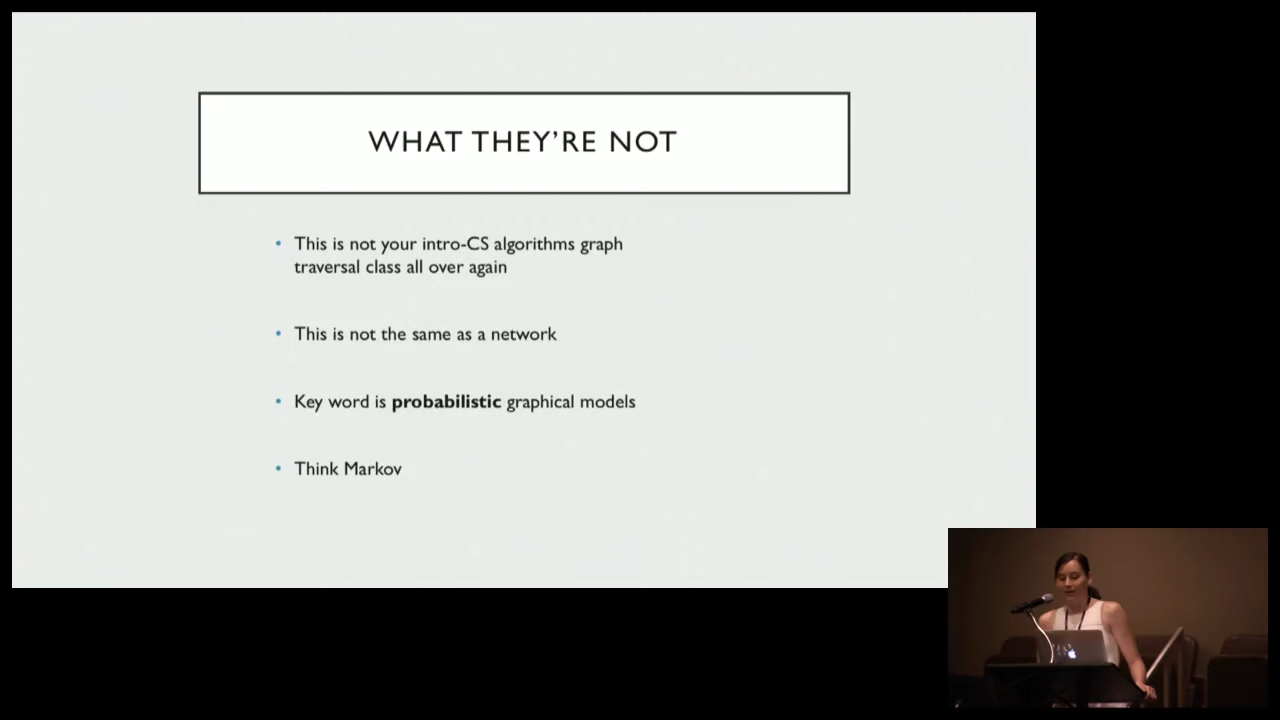 WHAT THEY'RE NOT
• This is not your intro-CS algorithms graph
traversal class all over again
• This is not the same as a network
• Key word is probabilistic graphical models
• Think Markov